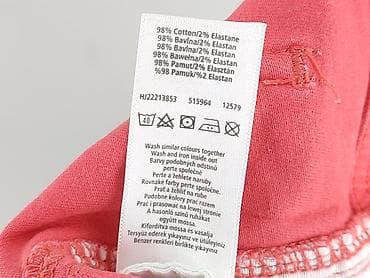 98% Cotton/2% Elastane
98% Bavlna/2% Elastan
98% Bavlna/2% Elastan
98% Bawełna/2% Elastan
98% Pamut/2% Elasztán
%98 Pamuk/%2 Elastan
HJ22213853 515964 12579
40
Wash similar colours together
Wash and iron inside out
Barvy podobných odstínů
perte společně.
Perte a žehlete naruby
Rovnaké farby perte spoločne.
Prať a žehliť na rube
Podobne kolory prać razem
Prać i prasować na lewej stronie
A hasonló színű ruhákat
együtt mossa.
Kifordítva mossa és vasalja
Tersyüz ederek yıkayınız ve ütüleyiniz
Benzer renkleri birlikte yıkayınız